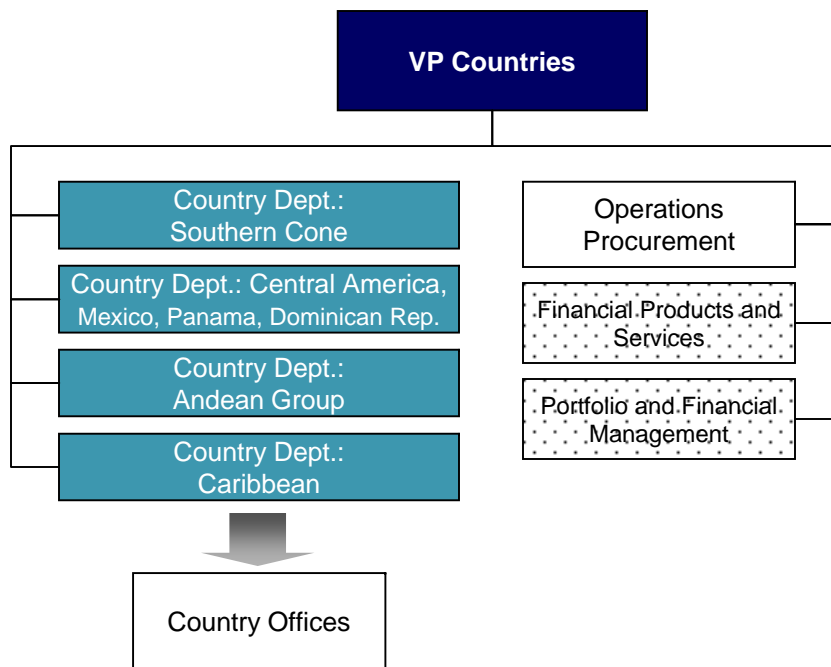 VP Countries
Country Dept.:
Southern Cone
Country Dept.: Central America,
Mexico, Panama, Dominican Rep.
Country Dept.:
Andean Group
Country Dept.:
Caribbean
Country Offices
Operations
Procurement
Financial Products and
Services
Portfolio and Financial
Management